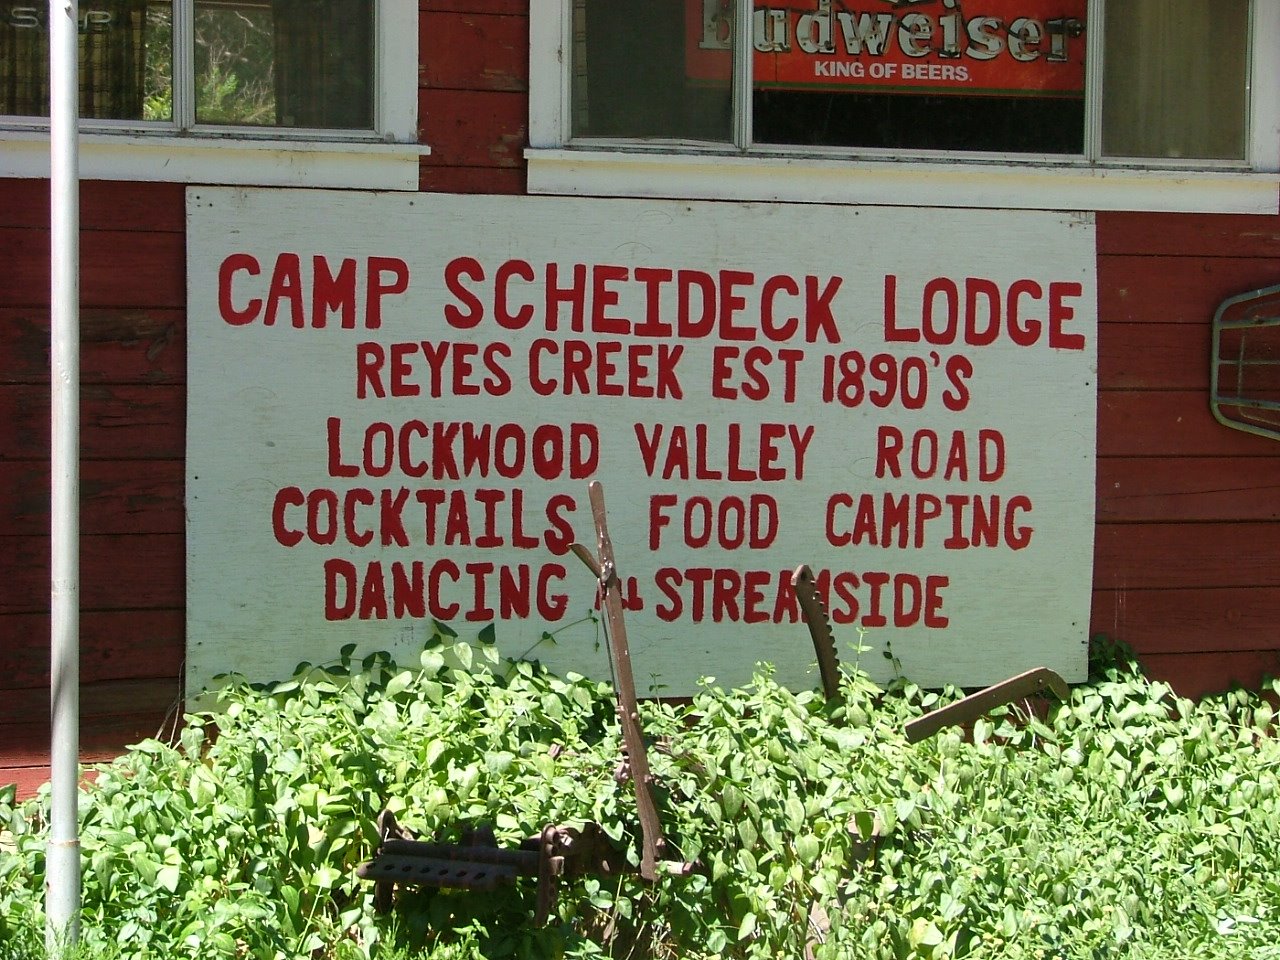 Budweiser
KING OF BEERS.
CAMP SCHEIDECK LODGE
REYES CREEK EST 1890'S
LOCKWOOD VALLEY ROAD
COCKTAILS FOOD CAMPING
DANCING STREAMSIDE